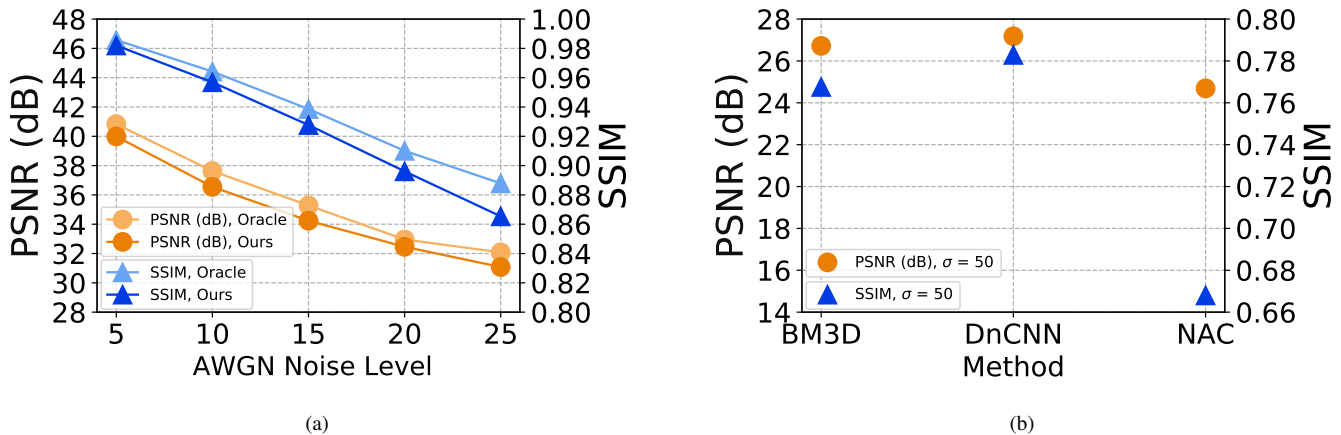 48
46
44
42
40
38
36
34
32
30
28
PSNR (dB)
1.00
0.98
0.96
0.94
0.92
0.90
0.88
0.86
0.84
0.82
0.80
SSIM
PSNR (dB), Oracle
PSNR (dB), Ours
SSIM, Oracle
SSIM, Ours
5 10 15 20 25
AWGN Noise Level
(a)
28
26
24
22
20
18
16
14
PSNR (dB)
0.80
0.78
0.76
0.74
0.72
0.70
0.68
0.66
SSIM
PSNR (dB), σ = 50
SSIM, σ = 50
BM3D DnCNN NAC
Method
(b)